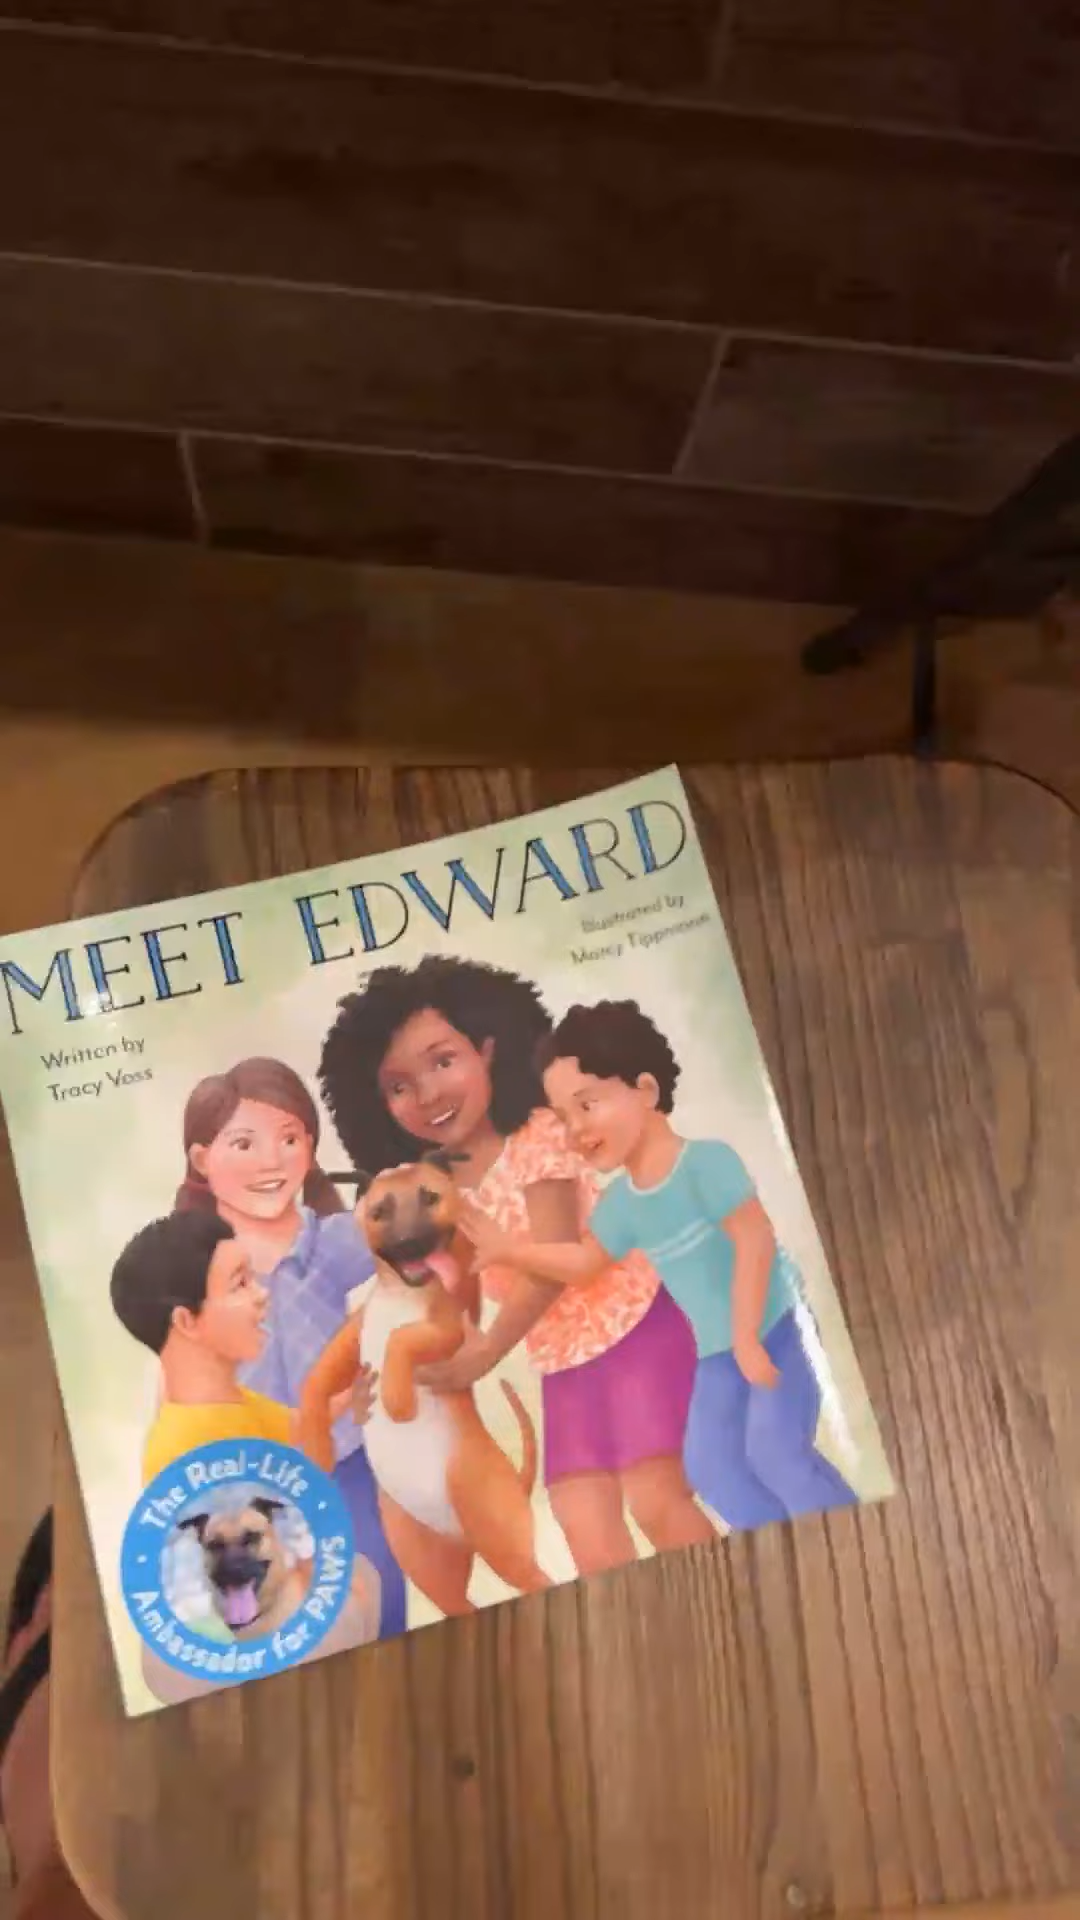 MEET EDWARD
Illustrated by
Marcy Tippmann
Written by
Tracy Voss
The Real-Life
Ambassador for PAWS